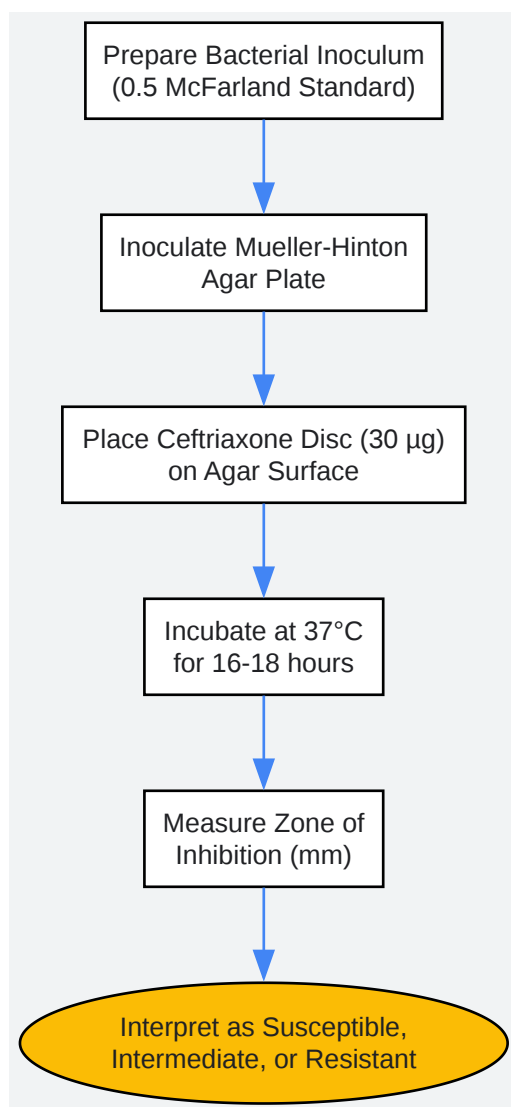 Prepare Bacterial Inoculum
(0.5 McFarland Standard)
Inoculate Mueller-Hinton
Agar Plate
Place Ceftriaxone Disc (30 µg)
on Agar Surface
Incubate at 37°C
for 16-18 hours
Measure Zone of
Inhibition (mm)
Interpret as Susceptible,
Intermediate, or Resistant